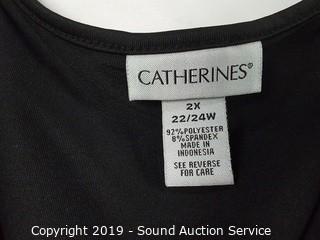 CATHERINES®
2X
22/24W
92% POLYESTER
8% SPANDEX
MADE IN
INDONESIA
SEE REVERSE
FOR CARE
Copyright 2019 - Sound Auction Service